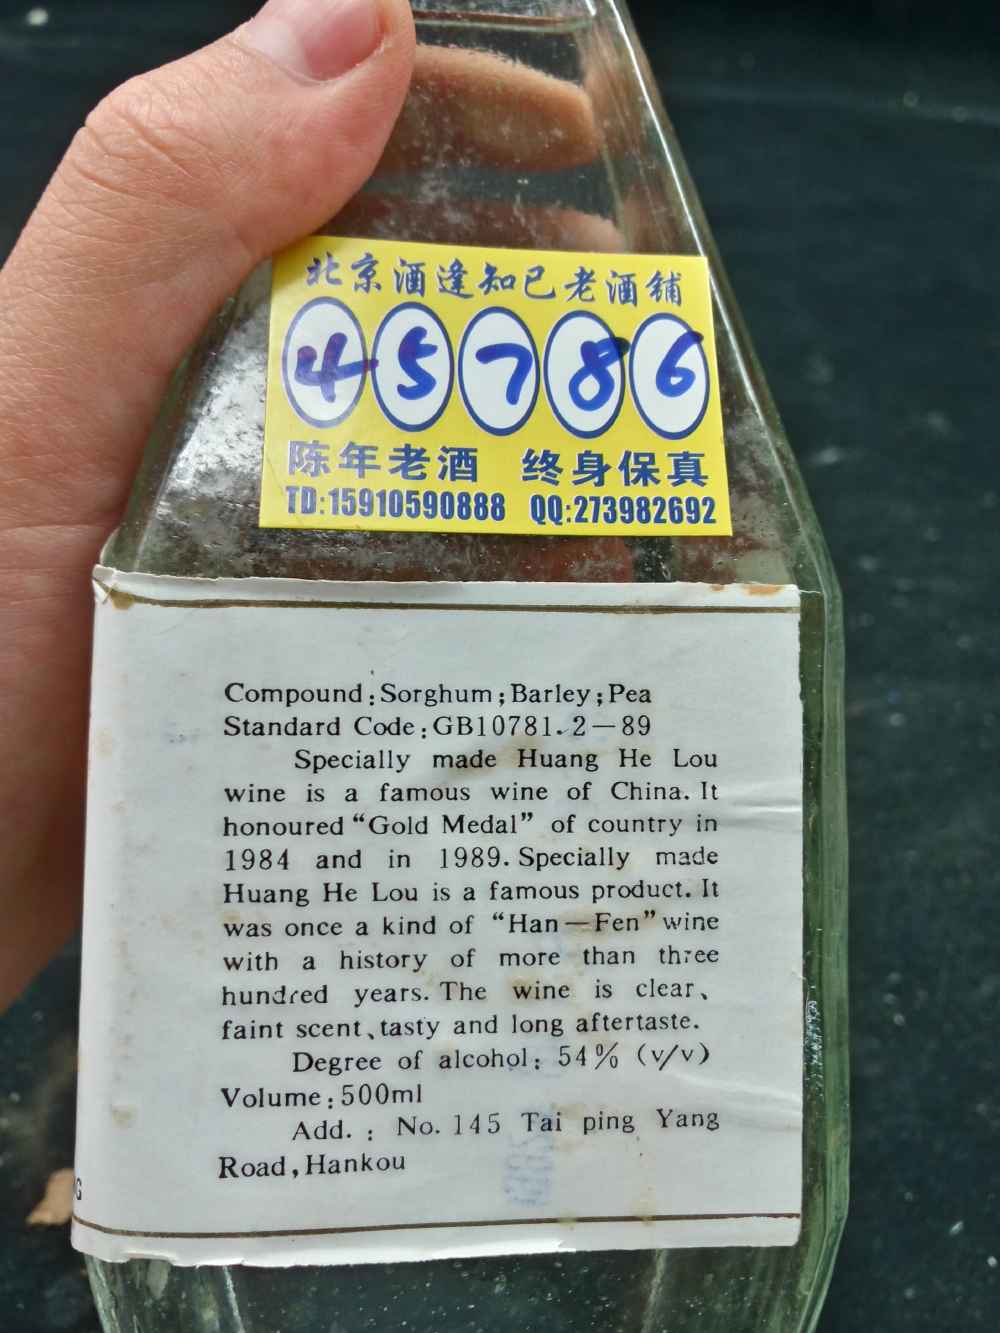 北京酒逢知己老酒铺
45786
陈年老酒 终身保真
TD:15910590888 QQ:273982692
Compound:Sorghum;Barley;Pea
Standard Code:GB10781.2-89
Specially made Huang He Lou
wine is a famous wine of China. It
honoured "Gold Medal" of country in
1984 and in 1989. Specially made
Huang He Lou is a famous product. It
was once a kind of "Han-Fen" wine
with a history of more than three
hundred years. The wine is clear、
faint scent、tasty and long aftertaste.
Degree of alcohol: 54% (v/v)
Volume:500ml
Add. : No. 145 Tai ping Yang
Road,Hankou